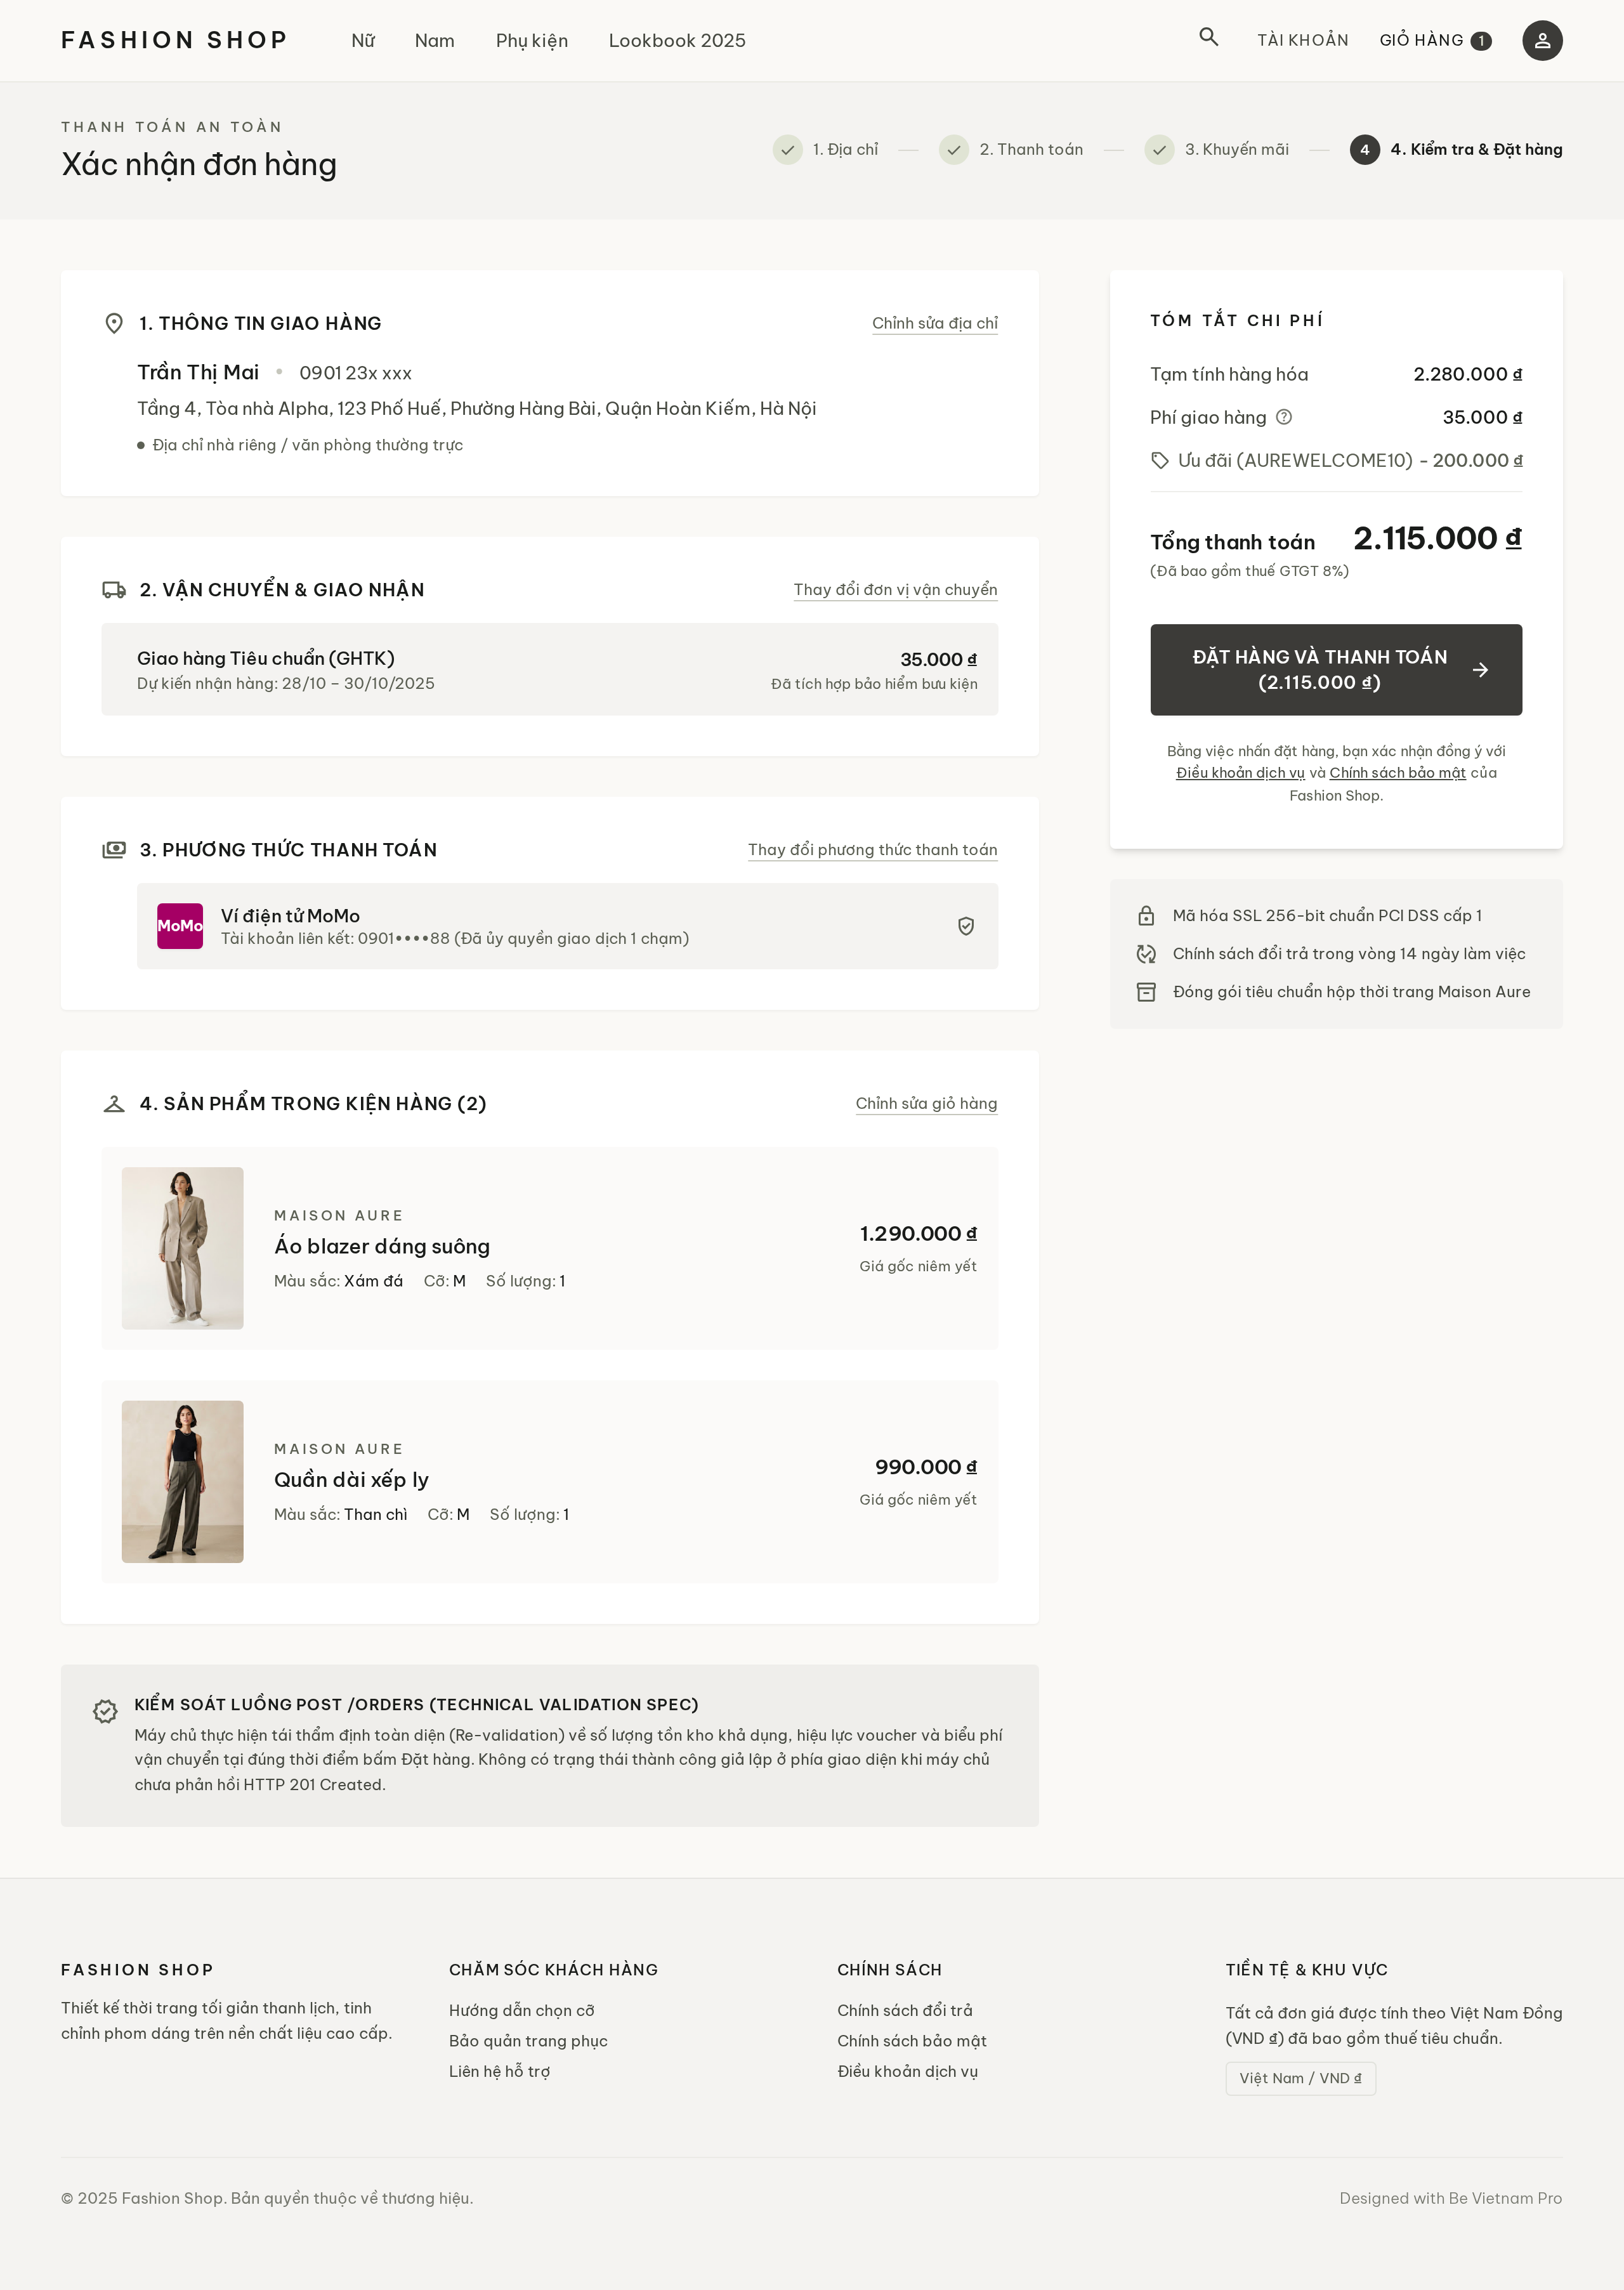 FASHION SHOP
Nữ
Nam
Phụ kiện
Lookbook 2025
TÀI KHOẢN
GIỎ HÀNG 1
THANH TOÁN AN TOÀN
Xác nhận đơn hàng
1. Địa chỉ
2. Thanh toán
3. Khuyến mãi
4
4. Kiểm tra & Đặt hàng
1. THÔNG TIN GIAO HÀNG
Chỉnh sửa địa chỉ
Trần Thị Mai • 0901 23x xxx
Tầng 4, Tòa nhà Alpha, 123 Phố Huế, Phường Hàng Bài, Quận Hoàn Kiếm, Hà Nội
Địa chỉ nhà riêng / văn phòng thường trực
2. VẬN CHUYỂN & GIAO NHẬN
Thay đổi đơn vị vận chuyển
Giao hàng Tiêu chuẩn (GHTK)
35.000 ₫
Dự kiến nhận hàng: 28/10 – 30/10/2025
Đã tích hợp bảo hiểm bưu kiện
3. PHƯƠNG THỨC THANH TOÁN
Thay đổi phương thức thanh toán
MoMo
Ví điện tử MoMo
Tài khoản liên kết: 0901••••88 (Đã ủy quyền giao dịch 1 chạm)
4. SẢN PHẨM TRONG KIỆN HÀNG (2)
Chỉnh sửa giỏ hàng
MAISON AURE
Áo blazer dáng suông
Màu sắc: Xám đá Cỡ: M Số lượng: 1
1.290.000 ₫
Giá gốc niêm yết
MAISON AURE
Quần dài xếp ly
Màu sắc: Than chì Cỡ: M Số lượng: 1
990.000 ₫
Giá gốc niêm yết
KIỂM SOÁT LUỒNG POST /ORDERS (TECHNICAL VALIDATION SPEC)
Máy chủ thực hiện tái thẩm định toàn diện (Re-validation) về số lượng tồn kho khả dụng, hiệu lực voucher và biểu phí
vận chuyển tại đúng thời điểm bấm Đặt hàng. Không có trạng thái thành công giả lập ở phía giao diện khi máy chủ
chưa phản hồi HTTP 201 Created.
TÓM TẮT CHI PHÍ
Tạm tính hàng hóa 2.280.000 ₫
Phí giao hàng 35.000 ₫
Ưu đãi (AUREWELCOME10) - 200.000 ₫
Tổng thanh toán 2.115.000 ₫
(Đã bao gồm thuế GTGT 8%)
ĐẶT HÀNG VÀ THANH TOÁN
(2.115.000 ₫)
Bằng việc nhấn đặt hàng, bạn xác nhận đồng ý với
Điều khoản dịch vụ và Chính sách bảo mật của
Fashion Shop.
Mã hóa SSL 256-bit chuẩn PCI DSS cấp 1
Chính sách đổi trả trong vòng 14 ngày làm việc
Đóng gói tiêu chuẩn hộp thời trang Maison Aure
FASHION SHOP
Thiết kế thời trang tối giản thanh lịch, tinh
chỉnh phom dáng trên nền chất liệu cao cấp.
CHĂM SÓC KHÁCH HÀNG
Hướng dẫn chọn cỡ
Bảo quản trang phục
Liên hệ hỗ trợ
CHÍNH SÁCH
Chính sách đổi trả
Chính sách bảo mật
Điều khoản dịch vụ
TIỀN TỆ & KHU VỰC
Tất cả đơn giá được tính theo Việt Nam Đồng
(VND ₫) đã bao gồm thuế tiêu chuẩn.
Việt Nam / VND ₫
© 2025 Fashion Shop. Bản quyền thuộc về thương hiệu.
Designed with Be Vietnam Pro